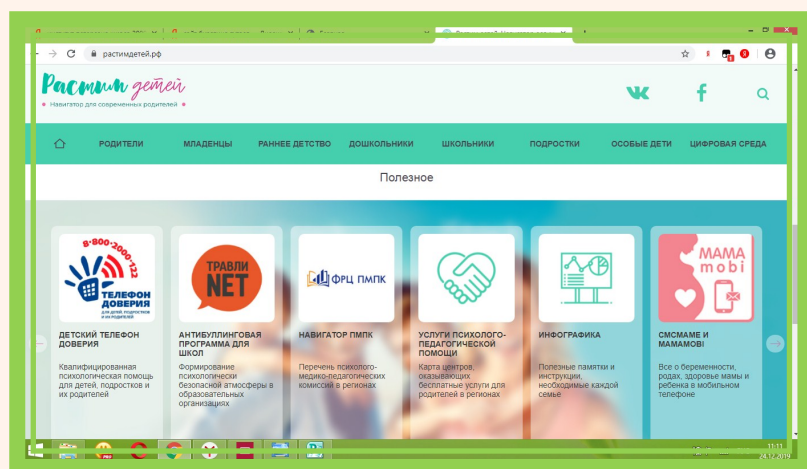 растимдетей.рф
Растим детей
Навигатор для современных родителей
РОДИТЕЛИ МЛАДЕНЦЫ РАННЕЕ ДЕТСТВО ДОШКОЛЬНИКИ ШКОЛЬНИКИ ПОДРОСТКИ ОСОБЫЕ ДЕТИ ЦИФРОВАЯ СРЕДА
Полезное
8-800-2000-122
ТЕЛЕФОН
ДОВЕРИЯ
ДЛЯ ДЕТЕЙ, ПОДРОСТКОВ
И ИХ РОДИТЕЛЕЙ
ДЕТСКИЙ ТЕЛЕФОН
ДОВЕРИЯ
Квалифицированная
психологическая помощь
для детей, подростков и
их родителей
ТРАВЛИ
NET
АНТИБУЛЛИНГОВАЯ
ПРОГРАММА ДЛЯ
ШКОЛ
Формирование
психологически
безопасной атмосферы в
образовательных
организациях
ФРЦ ПМПК
НАВИГАТОР ПМПК
Перечень психолого-
медико-педагогических
комиссий в регионах
УСЛУГИ ПСИХОЛОГО-
ПЕДАГОГИЧЕСКОЙ
ПОМОЩИ
Карта центров,
оказывающих
бесплатные услуги для
родителей в регионах
ИНФОГРАФИКА
Полезные памятки и
инструкции,
необходимые каждой
семье
МАМА
mobi
СМСМАМЕ И
МАМАMOBI
Все о беременности,
родах, здоровье мамы и
ребенка в мобильном
телефоне
11:11
24.12.2019